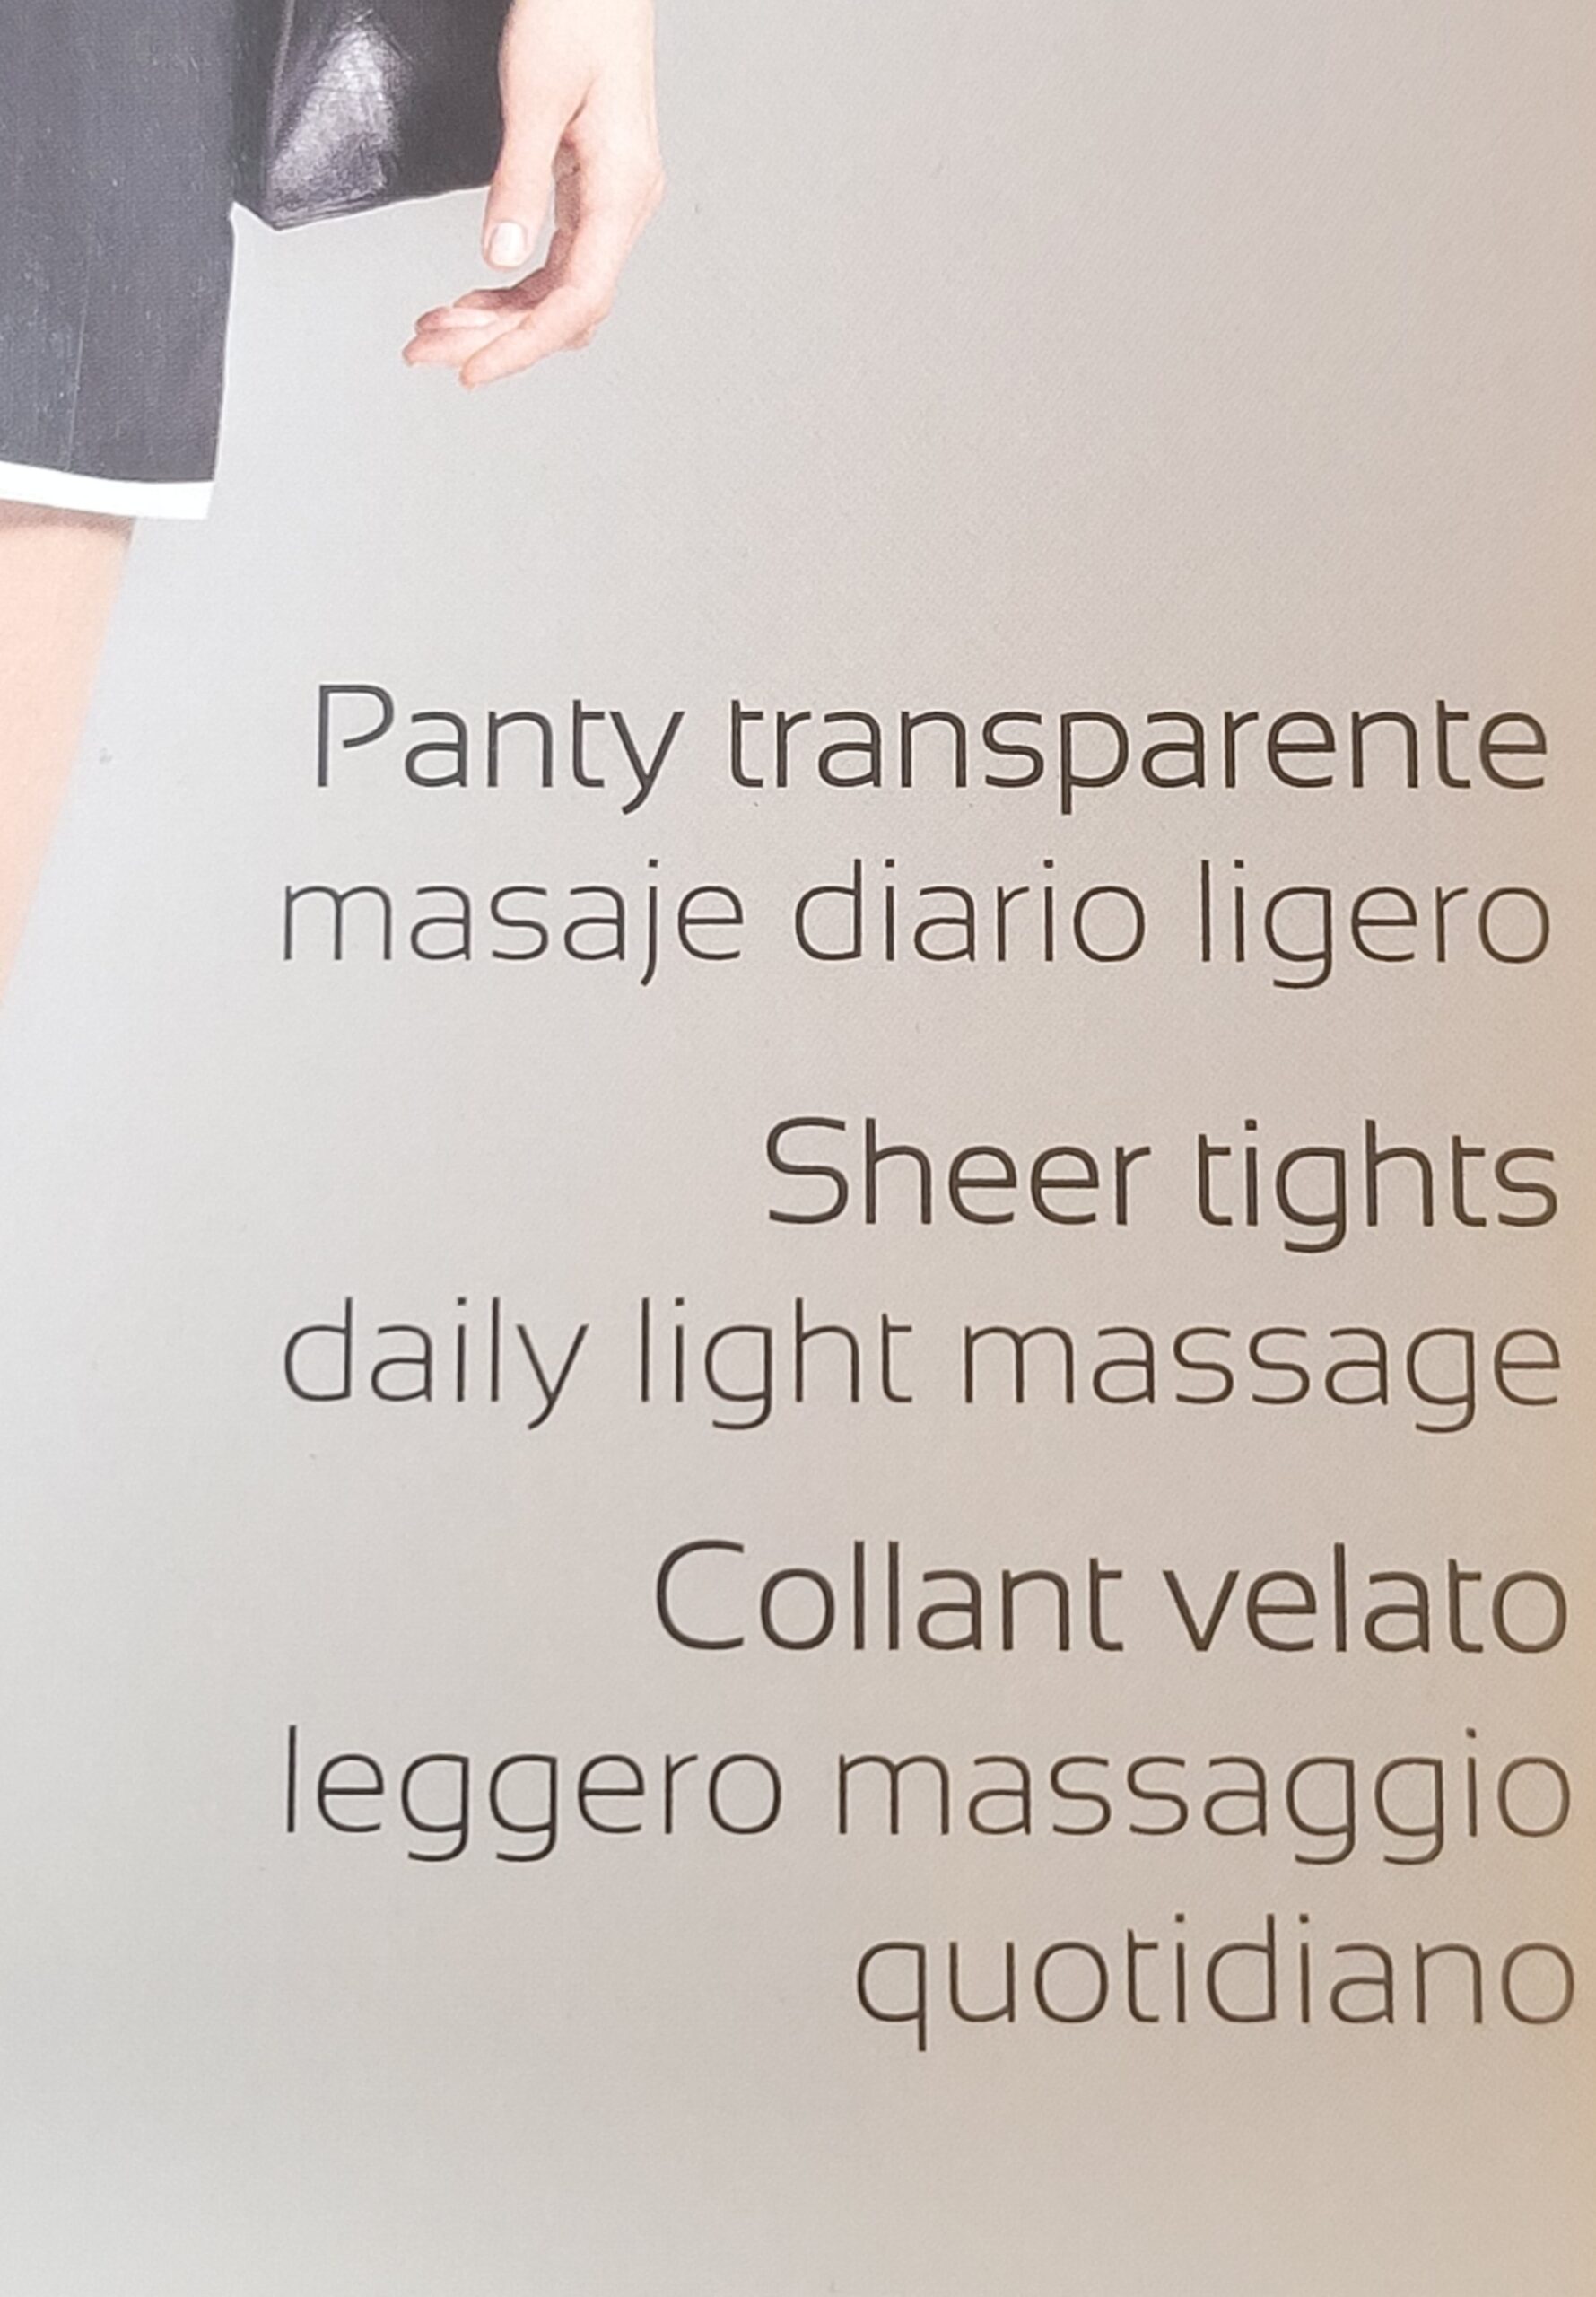 Panty transparente
masaje diario ligero
Sheer tights
daily light massage
Collant velato
leggero massaggio
quotidiano